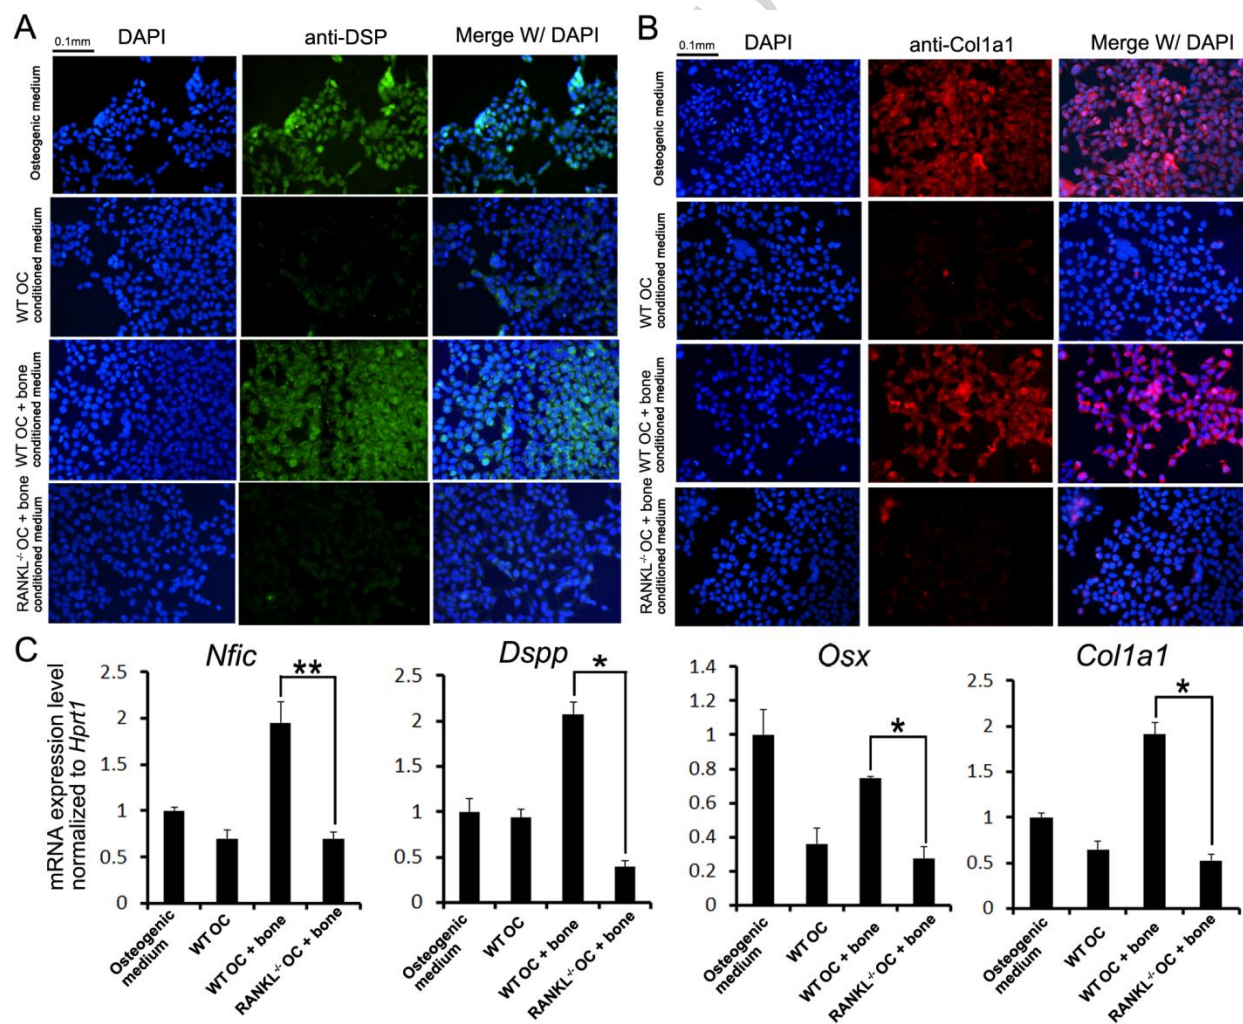 A
0.1mm
DAPI
anti-DSP
Merge W/ DAPI
Osteogenic medium
WT OC
conditioned medium
WT OC + bone
conditioned medium
RANKL-/- OC + bone
conditioned medium
B
0.1mm
DAPI
anti-Col1a1
Merge W/ DAPI
Osteogenic medium
WT OC
conditioned medium
WT OC + bone
conditioned medium
RANKL-/- OC + bone
conditioned medium
C
mRNA expression level
normalized to Hprt1
Nfic
2.5
2
1.5
1
0.5
0
**
Osteogenic
medium
WT OC
WT OC + bone
RANKL-/- OC + bone
Dspp
2.5
2
1.5
1
0.5
0
*
Osteogenic
medium
WT OC
WT OC + bone
RANKL-/- OC + bone
Osx
1.4
1.2
1
0.8
0.6
0.4
0.2
0
*
Osteogenic
medium
WT OC
WT OC + bone
RANKL-/- OC + bone
Col1a1
2.5
2
1.5
1
0.5
0
*
Osteogenic
medium
WT OC
WT OC + bone
RANKL-/- OC + bone